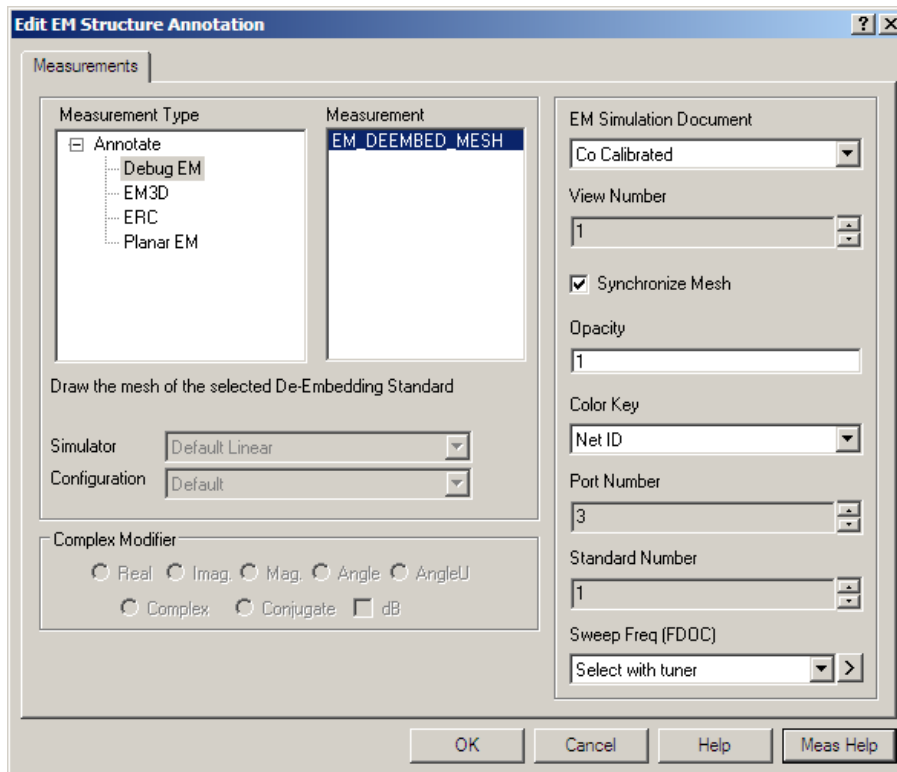 Edit EM Structure Annotation
Measurements
Measurement Type
Annotate
Debug EM
EM3D
ERC
Planar EM
Measurement
EM_DEEMBED_MESH
Draw the mesh of the selected De-Embedding Standard
Simulator
Default Linear
Configuration
Default
Complex Modifier
Real Imag. Mag. Angle AngleU
Complex Conjugate dB
EM Simulation Document
Co Calibrated
View Number
1
Synchronize Mesh
Opacity
1
Color Key
Net ID
Port Number
3
Standard Number
1
Sweep Freq (FDOC)
Select with tuner >
OK Cancel Help Meas Help